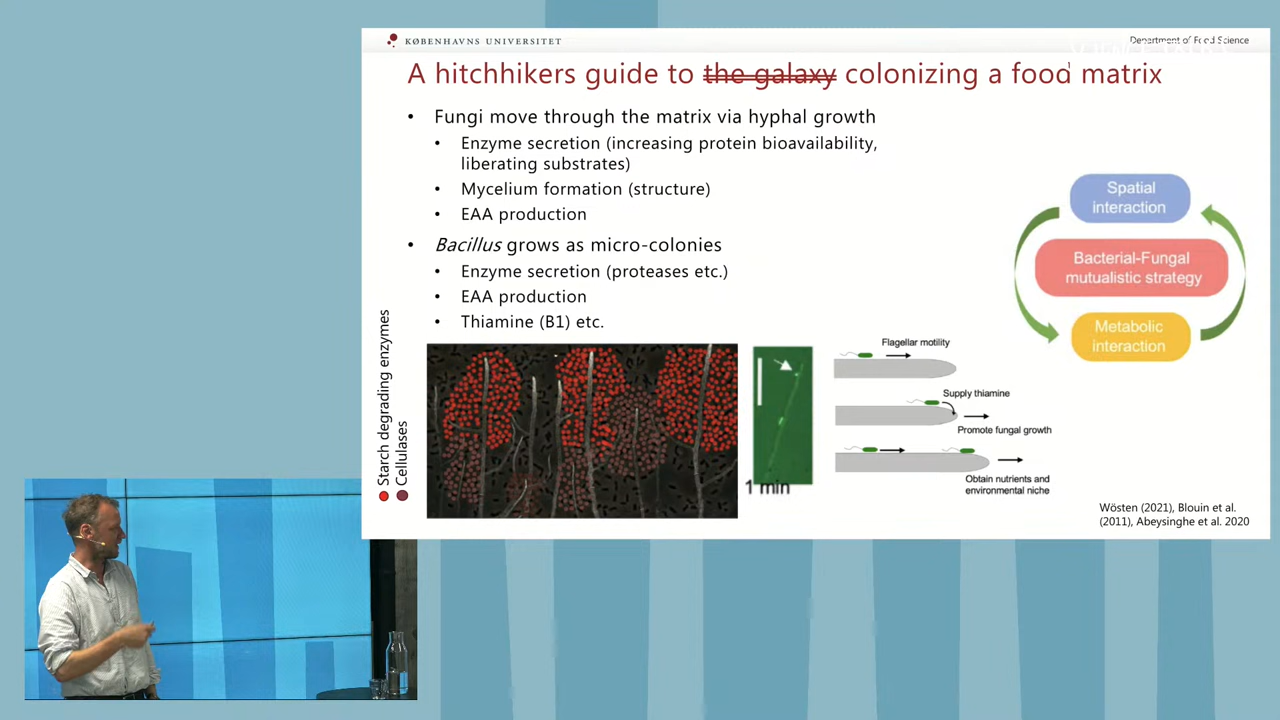 KØBENHAVNS UNIVERSITET
Department of Food Science
A hitchhikers guide to the galaxy colonizing a food matrix
• Fungi move through the matrix via hyphal growth
• Enzyme secretion (increasing protein bioavailability,
liberating substrates)
• Mycelium formation (structure)
• EAA production
• Bacillus grows as micro-colonies
• Enzyme secretion (proteases etc.)
• EAA production
• Thiamine (B1) etc.
Starch degrading enzymes
Cellulases
1 min
Flagellar motility
Supply thiamine
Promote fungal growth
Obtain nutrients and
environmental niche
Spatial
interaction
Bacterial-Fungal
mutualistic strategy
Metabolic
interaction
Wösten (2021), Blouin et al.
(2011), Abeysinghe et al. 2020